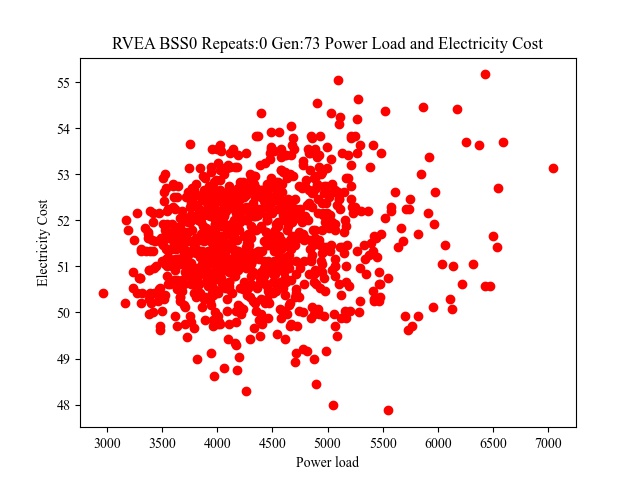 RVEA BSS0 Repeats:0 Gen:73 Power Load and Electricity Cost
55
54
53
52
51
50
49
48
Electricity Cost
3000 3500 4000 4500 5000 5500 6000 6500 7000
Power load